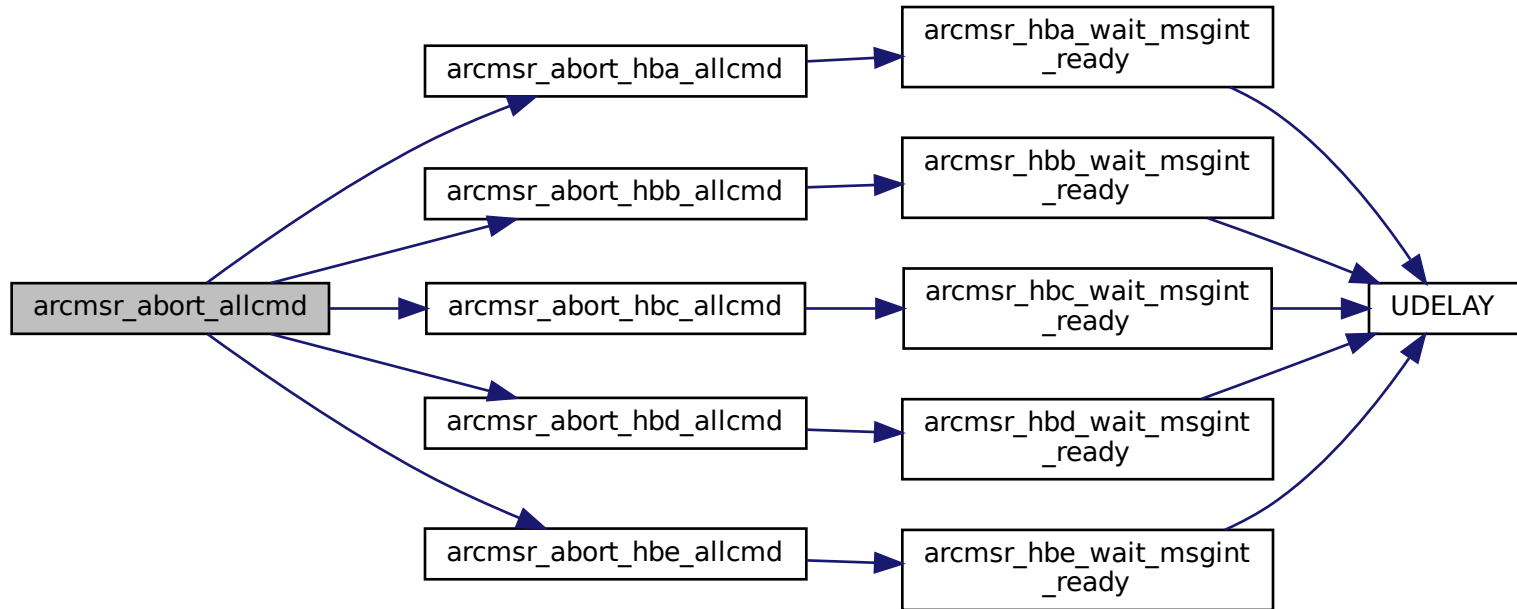 arcmsr_abort_allcmd
arcmsr_abort_hba_allcmd
arcmsr_abort_hbb_allcmd
arcmsr_abort_hbc_allcmd
arcmsr_abort_hbd_allcmd
arcmsr_abort_hbe_allcmd
arcmsr_hba_wait_msgint
_ready
arcmsr_hbb_wait_msgint
_ready
arcmsr_hbc_wait_msgint
_ready
arcmsr_hbd_wait_msgint
_ready
arcmsr_hbe_wait_msgint
_ready
UDELAY